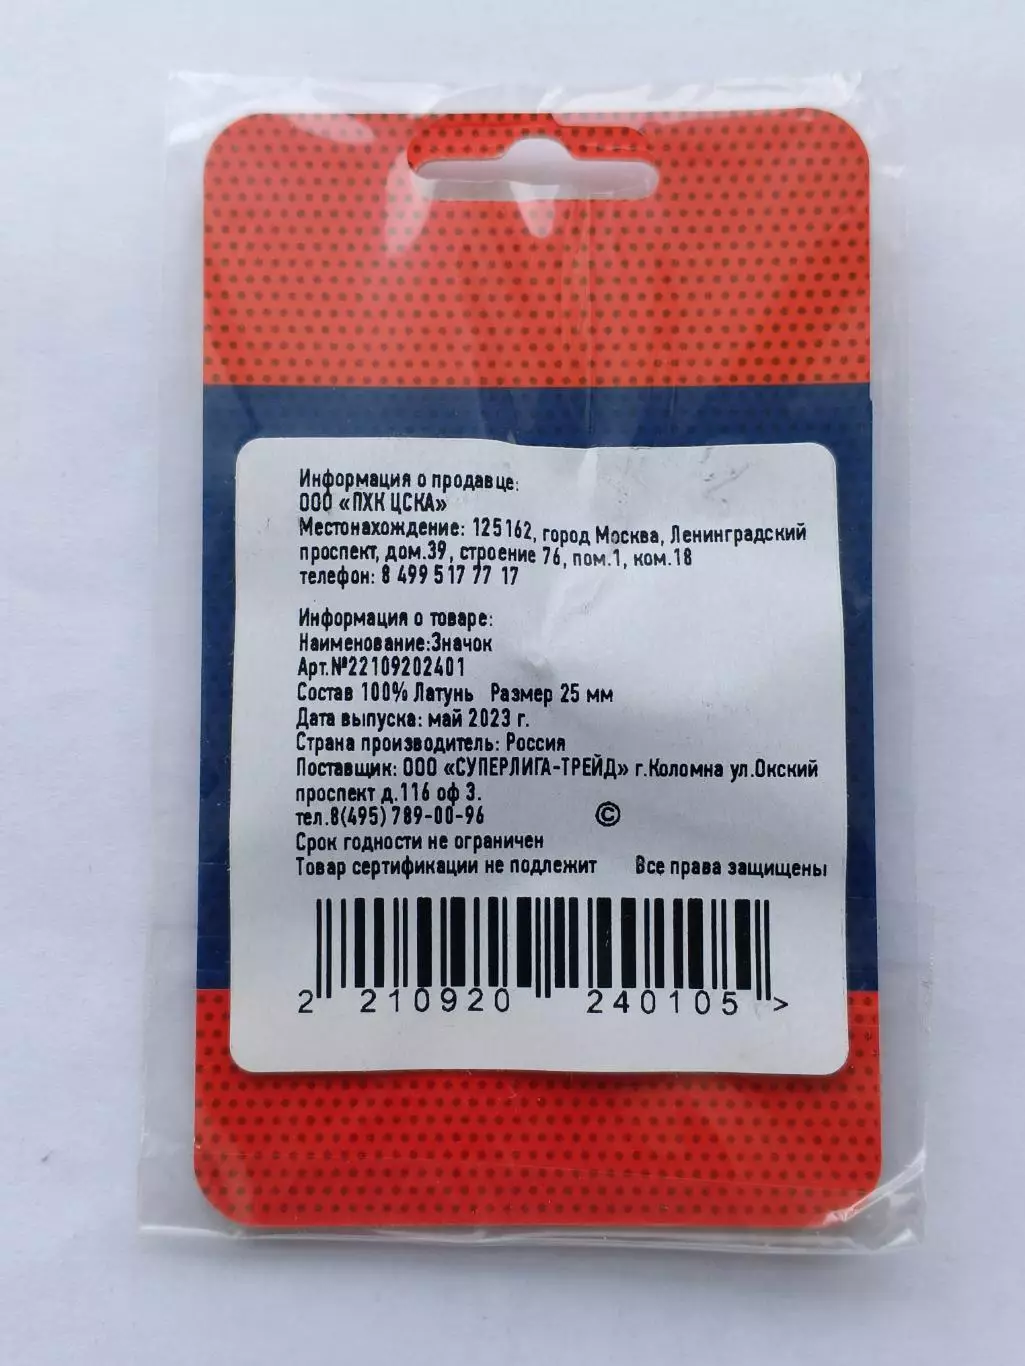 Информация о продавце:
ООО «ПХК ЦСКА»
Местонахождение: 125162, город Москва, Ленинградский
проспект, дом.39, строение 76, пом.1, ком.18
телефон: 8 499 517 77 17
Информация о товаре:
Наименование:Значок
Арт.№22109202401
Состав 100% Латунь Размер 25 мм
Дата выпуска: май 2023 г.
Страна производитель: Россия
Поставщик: ООО «СУПЕРЛИГА-ТРЕЙД» г.Коломна ул.Окский
проспект д.116 оф 3.
тел.8(495)789-00-96 ©
Срок годности не ограничен
Товар сертификации не подлежит Все права защищены
2 210920 240105 >